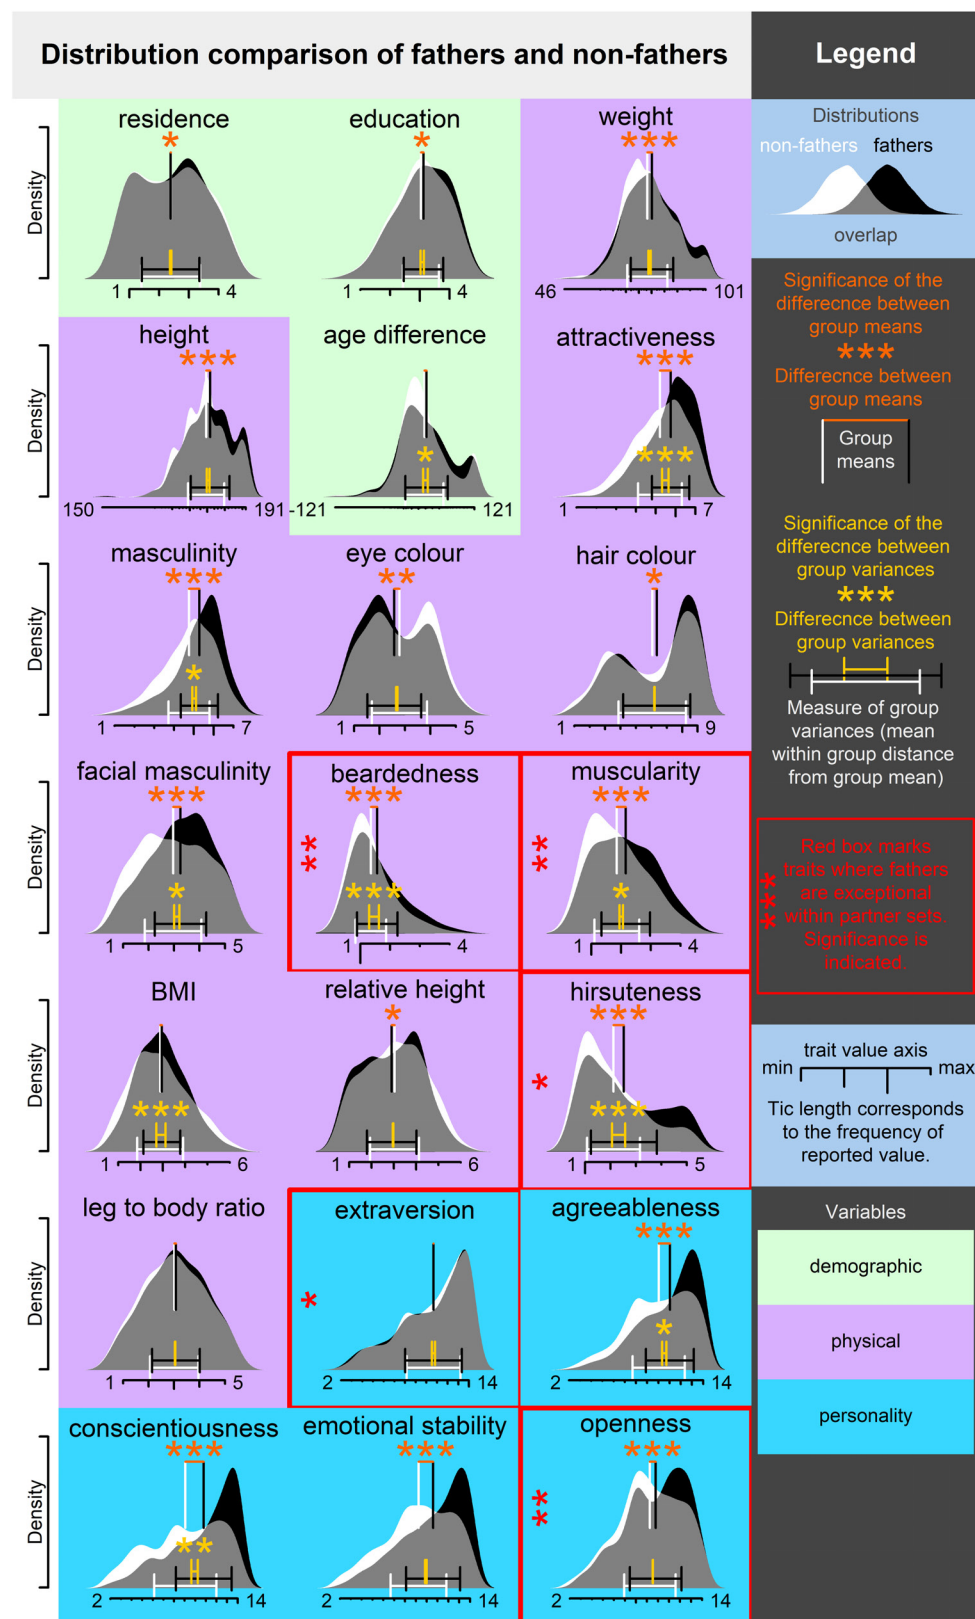 Distribution comparison of fathers and non-fathers
Legend
residence
*
Density
1 4
education
*
1 4
weight
***
46 101
height
***
Density
150 191
age difference
*
-121 121
attractiveness
***
***
1 7
masculinity
***
*
Density
1 7
eye colour
**
1 5
hair colour
*
1 9
facial masculinity
***
*
Density
1 5
beardedness
***
**
***
1 4
muscularity
***
**
*
1 4
BMI
***
Density
1 6
relative height
*
1 6
hirsuteness
***
*
***
1 5
leg to body ratio
Density
1 5
extraversion
*
2 14
agreeableness
***
*
2 14
conscientiousness
***
**
Density
2 14
emotional stability
***
2 14
openness
***
**
2 14
Distributions
non-fathers fathers
overlap
Significance of the
differecnce between
group means
***
Differecnce between
group means
Group
means
Significance of the
differecnce between
group variances
***
Differecnce between
group variances
Measure of group
variances (mean
within group distance
from group mean)
Red box marks
traits where fathers
are exceptional
within partner sets.
Significance is
indicated.
***
trait value axis
min max
Tic length corresponds
to the frequency of
reported value.
Variables
demographic
physical
personality